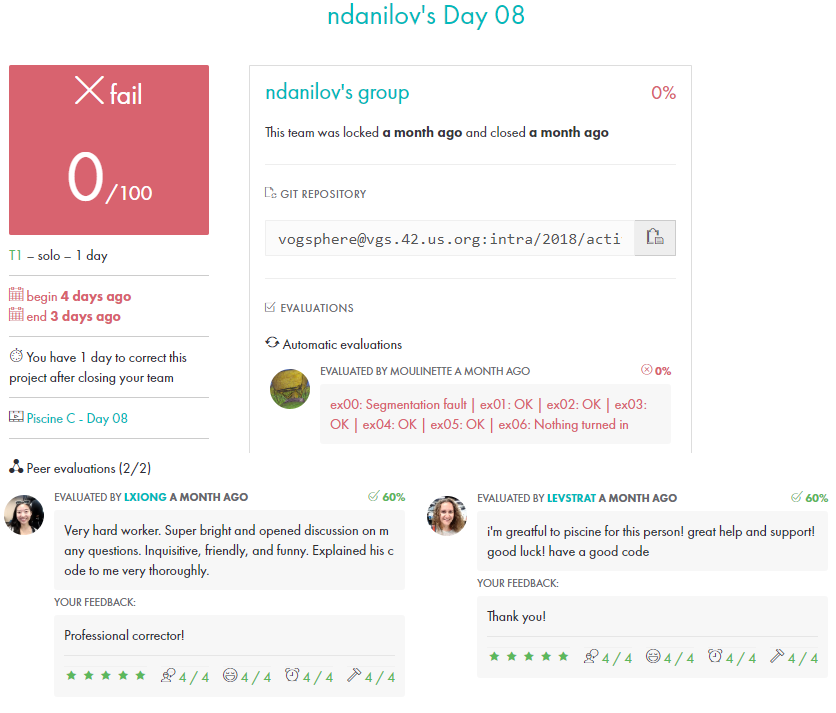 ndanilov's Day 08
fail
0/100
T1 – solo – 1 day
begin 4 days ago
end 3 days ago
You have 1 day to correct this
project after closing your team
Piscine C - Day 08
ndanilov's group 0%
This team was locked a month ago and closed a month ago
GIT REPOSITORY
vogsphere@vgs.42.us.org:intra/2018/acti
EVALUATIONS
Automatic evaluations
EVALUATED BY MOULINETTE A MONTH AGO 0%
ex00: Segmentation fault | ex01: OK | ex02: OK | ex03:
OK | ex04: OK | ex05: OK | ex06: Nothing turned in
Peer evaluations (2/2)
EVALUATED BY LXIONG A MONTH AGO 60%
Very hard worker. Super bright and opened discussion on m
any questions. Inquisitive, friendly, and funny. Explained his c
ode to me very thoroughly.
YOUR FEEDBACK:
Professional corrector!
4 / 4 4 / 4 4 / 4 4 / 4
EVALUATED BY LEVSTRAT A MONTH AGO 60%
i'm greatful to piscine for this person! great help and support!
good luck! have a good code
YOUR FEEDBACK:
Thank you!
4 / 4 4 / 4 4 / 4 4 / 4